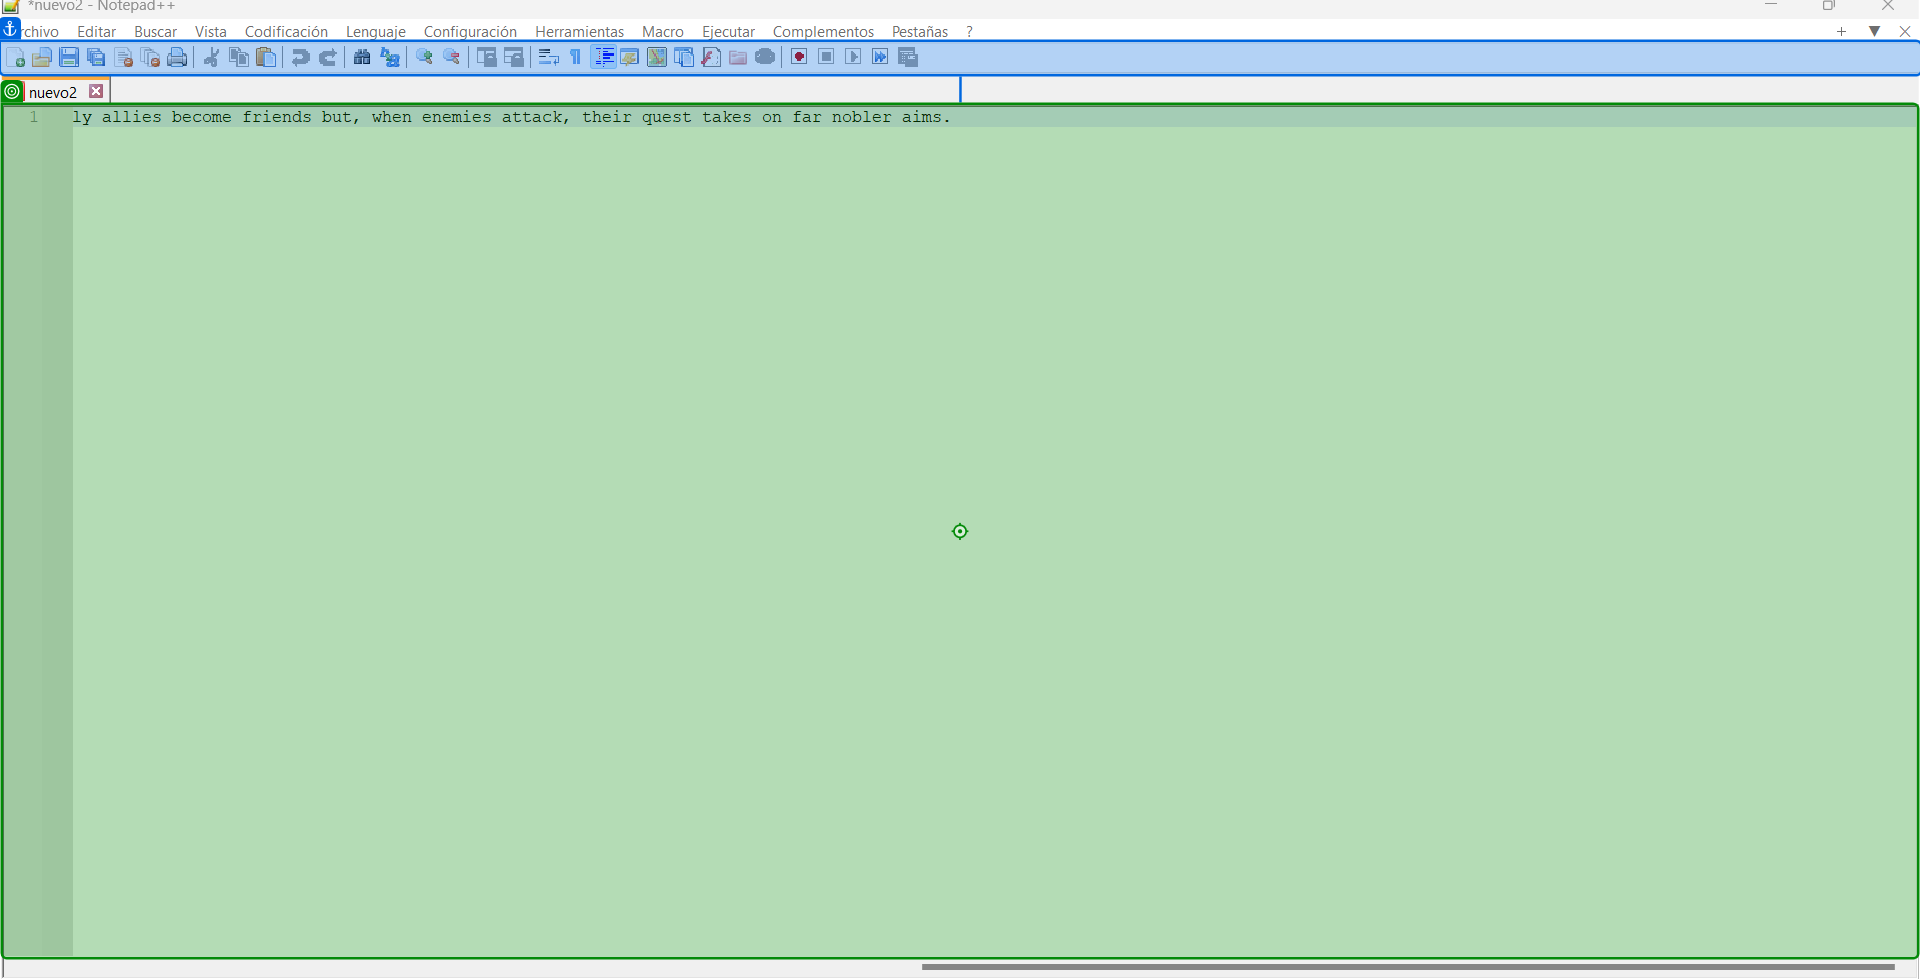 *nuevo2 - Notepad++
rchivo Editar Buscar Vista Codificación Lenguaje Configuración Herramientas Macro Ejecutar Complementos Pestañas ?
nuevo2
1 ly allies become friends but, when enemies attack, their quest takes on far nobler aims.